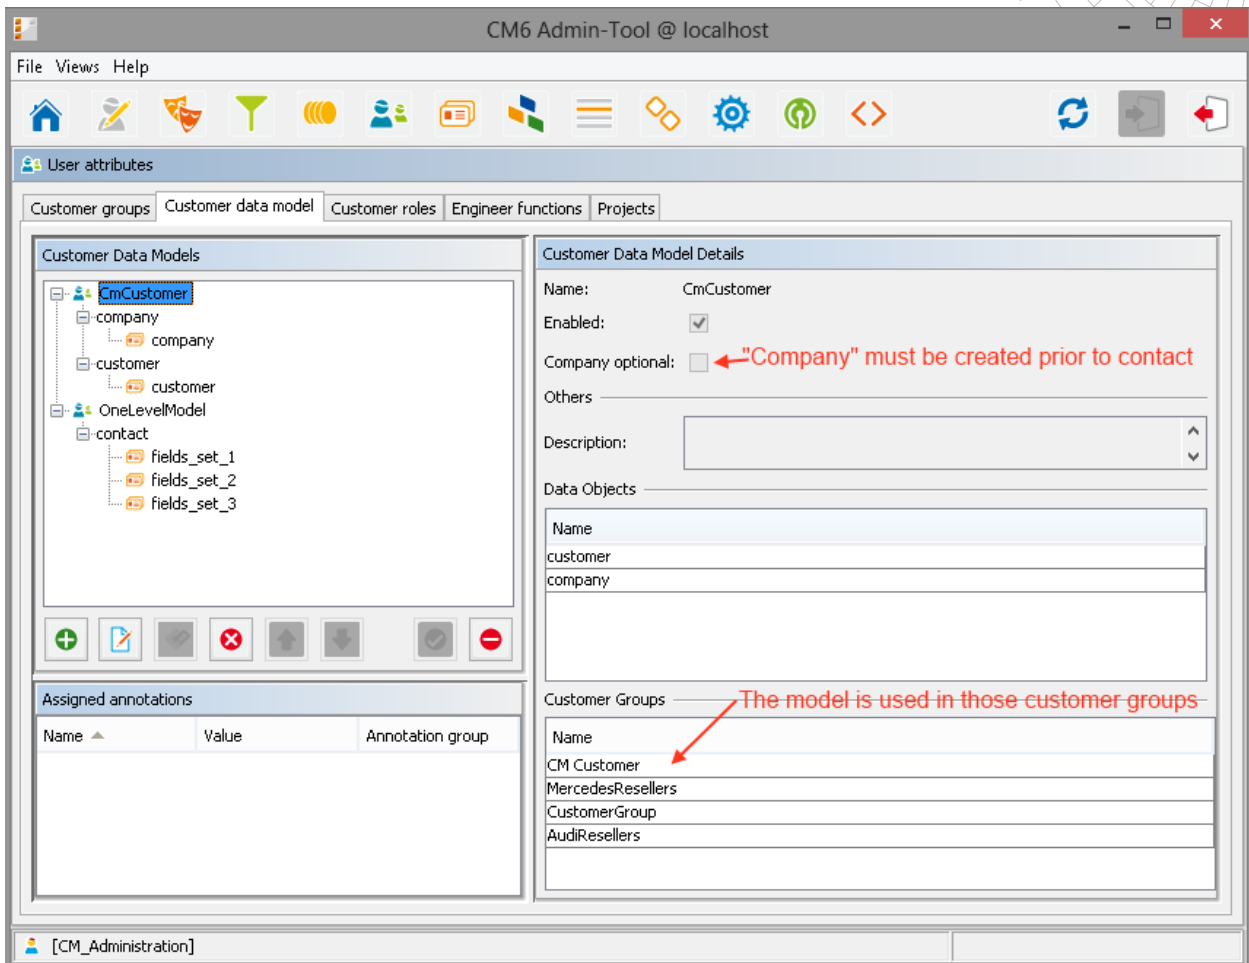 CM6 Admin-Tool @ localhost
File Views Help
User attributes
Customer groups Customer data model Customer roles Engineer functions Projects
Customer Data Models
CmCustomer
company
company
customer
customer
OneLevelModel
contact
fields_set_1
fields_set_2
fields_set_3
Assigned annotations
Name Value Annotation group
Customer Data Model Details
Name: CmCustomer
Enabled:
Company optional: "Company" must be created prior to contact
Others
Description:
Data Objects
Name
customer
company
Customer Groups The model is used in those customer groups
Name
CM Customer
MercedesResellers
CustomerGroup
AudiResellers
[CM_Administration]